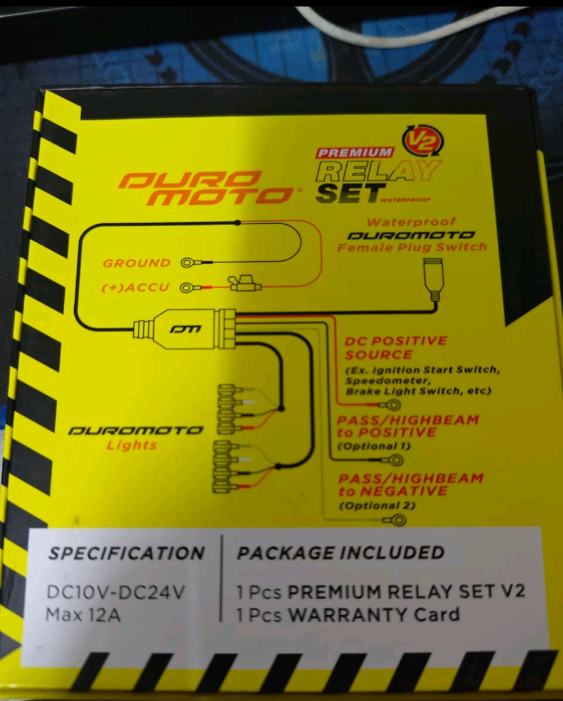 V2
PREMIUM
RELAY
SET WATERPROOF
DUROMOTO®
Waterproof
DUROMOTO
Female Plug Switch
GROUND
(+)ACCU
DM
DC POSITIVE
SOURCE
(Ex. Ignition Start Switch,
Speedometer,
Brake Light Switch, etc)
PASS/HIGHBEAM
to POSITIVE
(Optional 1)
DUROMOTO
Lights
PASS/HIGHBEAM
to NEGATIVE
(Optional 2)
SPECIFICATION
DC10V-DC24V
Max 12A
PACKAGE INCLUDED
1 Pcs PREMIUM RELAY SET V2
1 Pcs WARRANTY Card